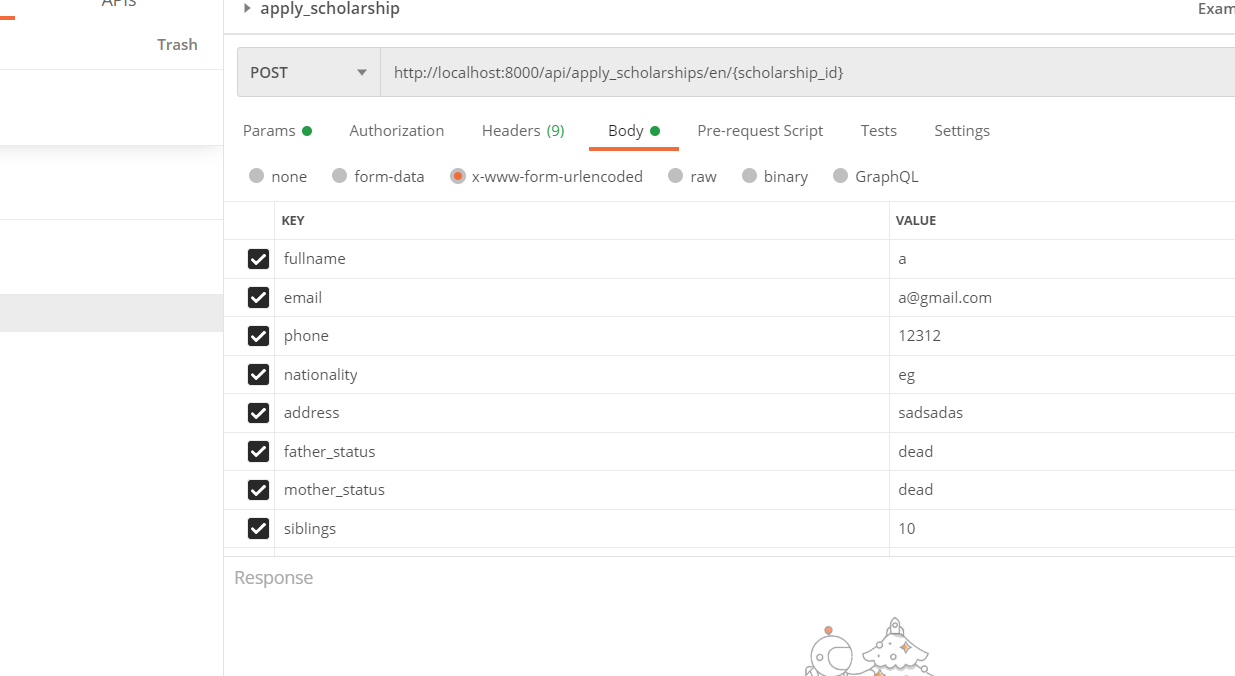 APIs
apply_scholarship
Exam
Trash
POST
http://localhost:8000/api/apply_scholarships/en/{scholarship_id}
Params Authorization Headers (9) Body Pre-request Script Tests Settings
none form-data x-www-form-urlencoded raw binary GraphQL
KEY VALUE
fullname a
email a@gmail.com
phone 12312
nationality eg
address sadsadas
father_status dead
mother_status dead
siblings 10
Response